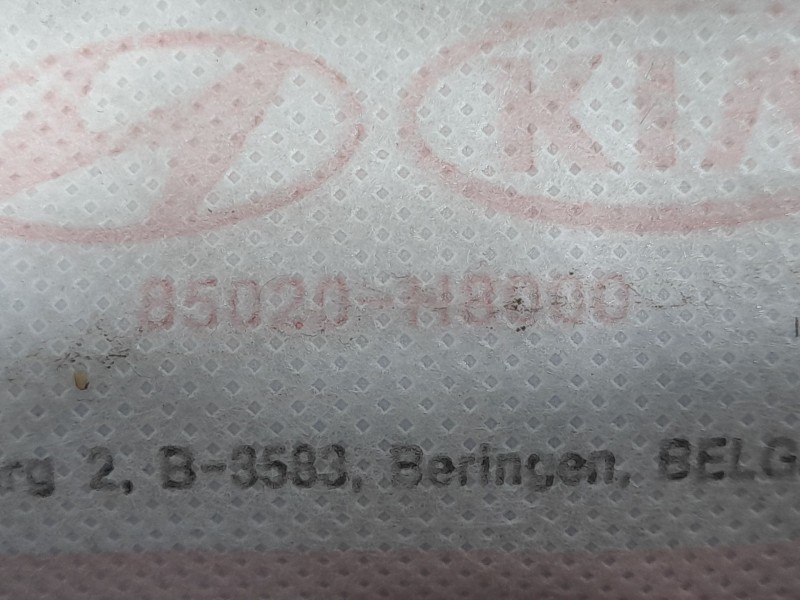 KIA
85020-H8000
rg 2, B-3583, Beringen, BELG